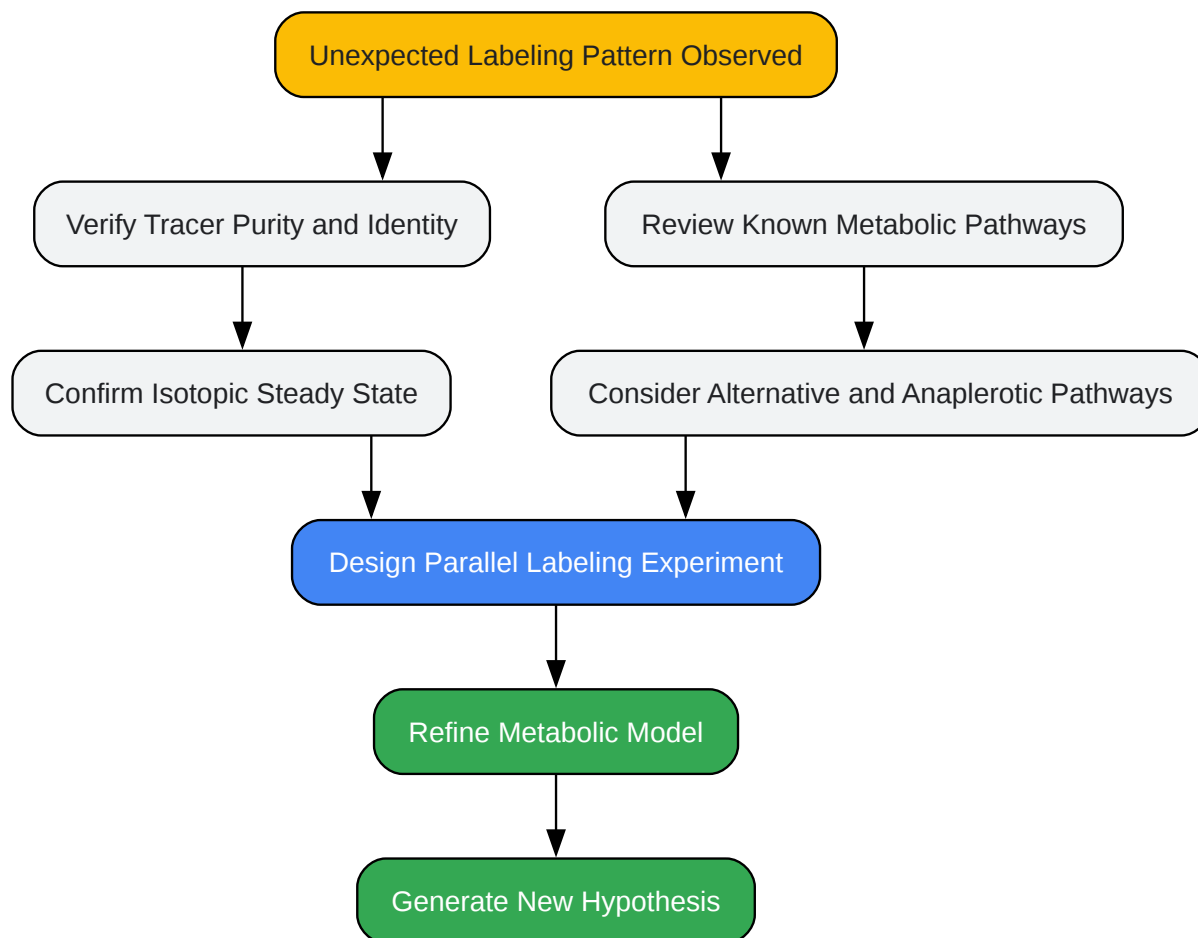 Unexpected Labeling Pattern Observed
Verify Tracer Purity and Identity
Review Known Metabolic Pathways
Confirm Isotopic Steady State
Consider Alternative and Anaplerotic Pathways
Design Parallel Labeling Experiment
Refine Metabolic Model
Generate New Hypothesis